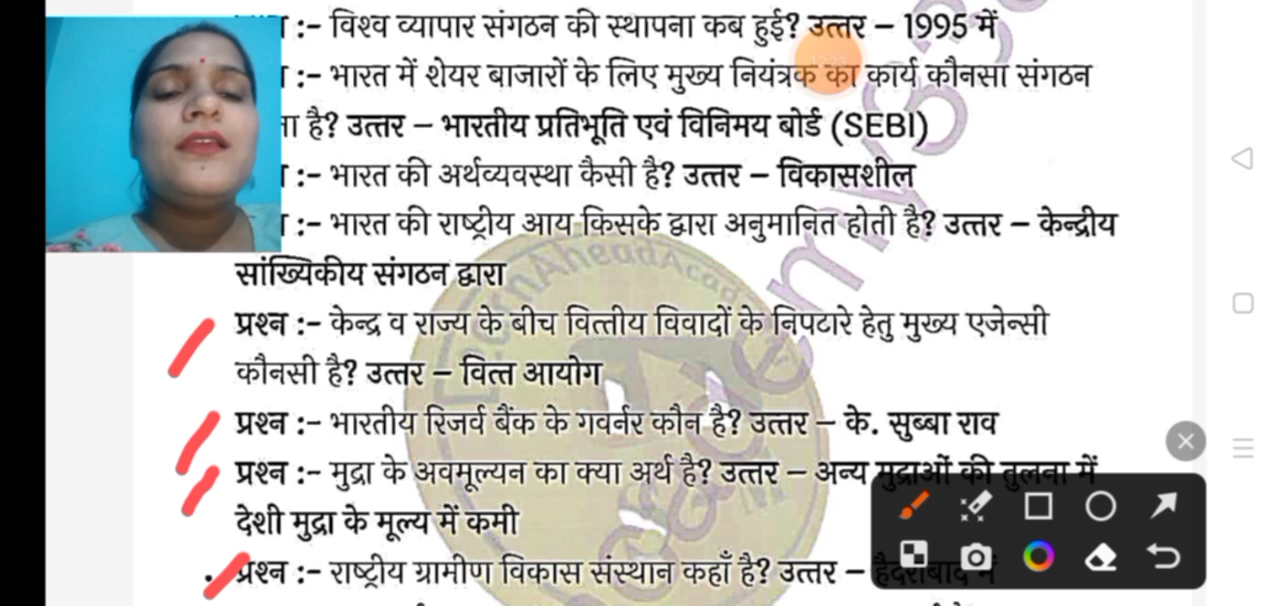 :- विश्व व्यापार संगठन की स्थापना कब हुई? उत्तर – 1995 में
:- भारत में शेयर बाजारों के लिए मुख्य नियंत्रक का कार्य कौनसा संगठन
है? उत्तर – भारतीय प्रतिभूति एवं विनिमय बोर्ड (SEBI)
:- भारत की अर्थव्यवस्था कैसी है? उत्तर – विकासशील
:- भारत की राष्ट्रीय आय किसके द्वारा अनुमानित होती है? उत्तर – केन्द्रीय
सांख्यिकीय संगठन द्वारा
प्रश्न :- केन्द्र व राज्य के बीच वित्तीय विवादों के निपटारे हेतु मुख्य एजेन्सी
कौनसी है? उत्तर – वित्त आयोग
प्रश्न :- भारतीय रिजर्व बैंक के गवर्नर कौन है? उत्तर – के. सुब्बा राव
प्रश्न :- मुद्रा के अवमूल्यन का क्या अर्थ है? उत्तर – अन्य मुद्राओं की तुलना में
देशी मुद्रा के मूल्य में कमी
प्रश्न :- राष्ट्रीय ग्रामीण विकास संस्थान कहाँ है? उत्तर – हैदराबाद में